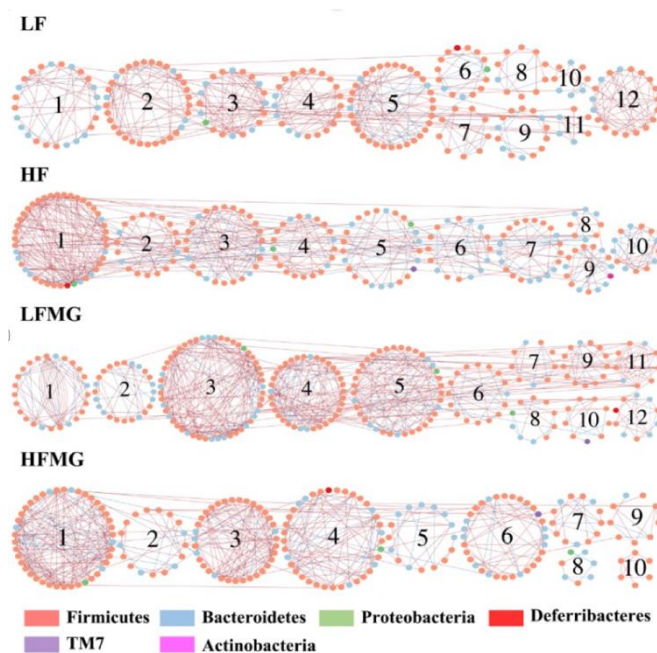 LF
1 2 3 4 5 6 8 10 12
7 9 11
HF
1 2 3 4 5 6 7 8 10
9
LFMG
1 2 3 4 5 6 7 9 11
8 10 12
HFMG
1 2 3 4 5 6 7 9
8 10
Firmicutes Bacteroidetes Proteobacteria Deferribacteres
TM7 Actinobacteria